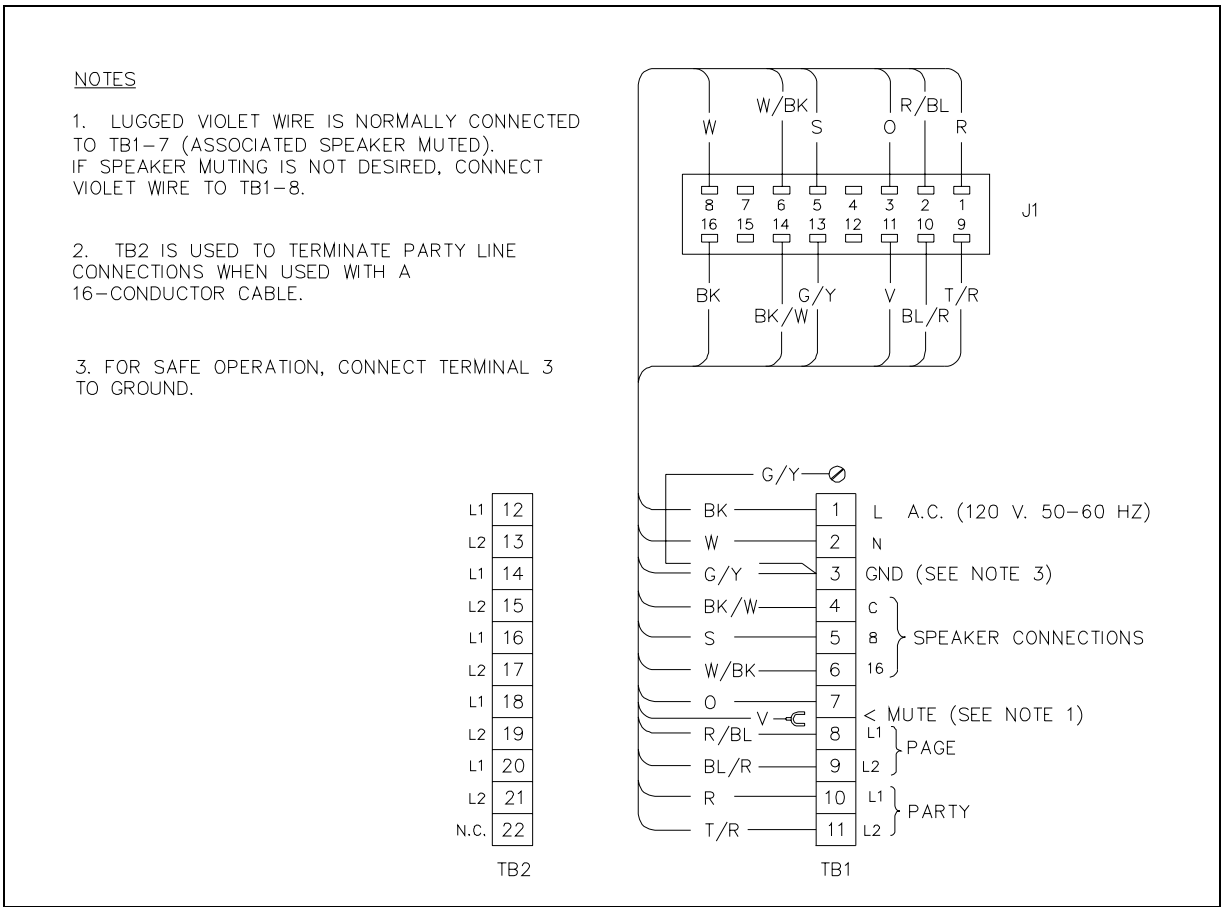 NOTES
1. LUGGED VIOLET WIRE IS NORMALLY CONNECTED
TO TB1-7 (ASSOCIATED SPEAKER MUTED).
IF SPEAKER MUTING IS NOT DESIRED, CONNECT
VIOLET WIRE TO TB1-8.
2. TB2 IS USED TO TERMINATE PARTY LINE
CONNECTIONS WHEN USED WITH A
16-CONDUCTOR CABLE.
3. FOR SAFE OPERATION, CONNECT TERMINAL 3
TO GROUND.
W/BK R/BL
W S O R
8 7 6 5 4 3 2 1
16 15 14 13 12 11 10 9
J1
BK G/Y V T/R
BK/W BL/R
L1 12
L2 13
L1 14
L2 15
L1 16
L2 17
L1 18
L2 19
L1 20
L2 21
N.C. 22
TB2
G/Y
BK 1 L A.C. (120 V. 50-60 HZ)
W 2 N
G/Y 3 GND (SEE NOTE 3)
BK/W 4 C
S 5 8 SPEAKER CONNECTIONS
W/BK 6 16
O 7
V < MUTE (SEE NOTE 1)
R/BL 8 L1
PAGE
BL/R 9 L2
R 10 L1
PARTY
T/R 11 L2
TB1